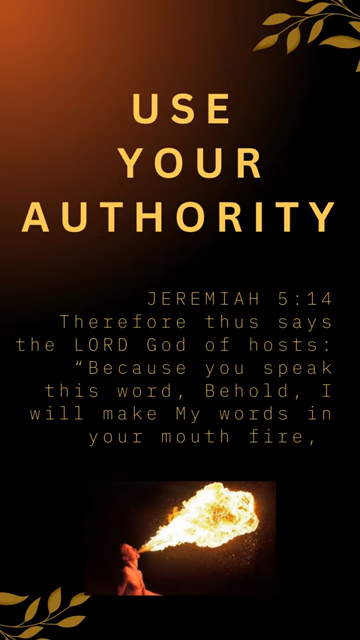 USE
YOUR
AUTHORITY
JEREMIAH 5:14
Therefore thus says
the LORD God of hosts:
“Because you speak
this word, Behold, I
will make My words in
your mouth fire,